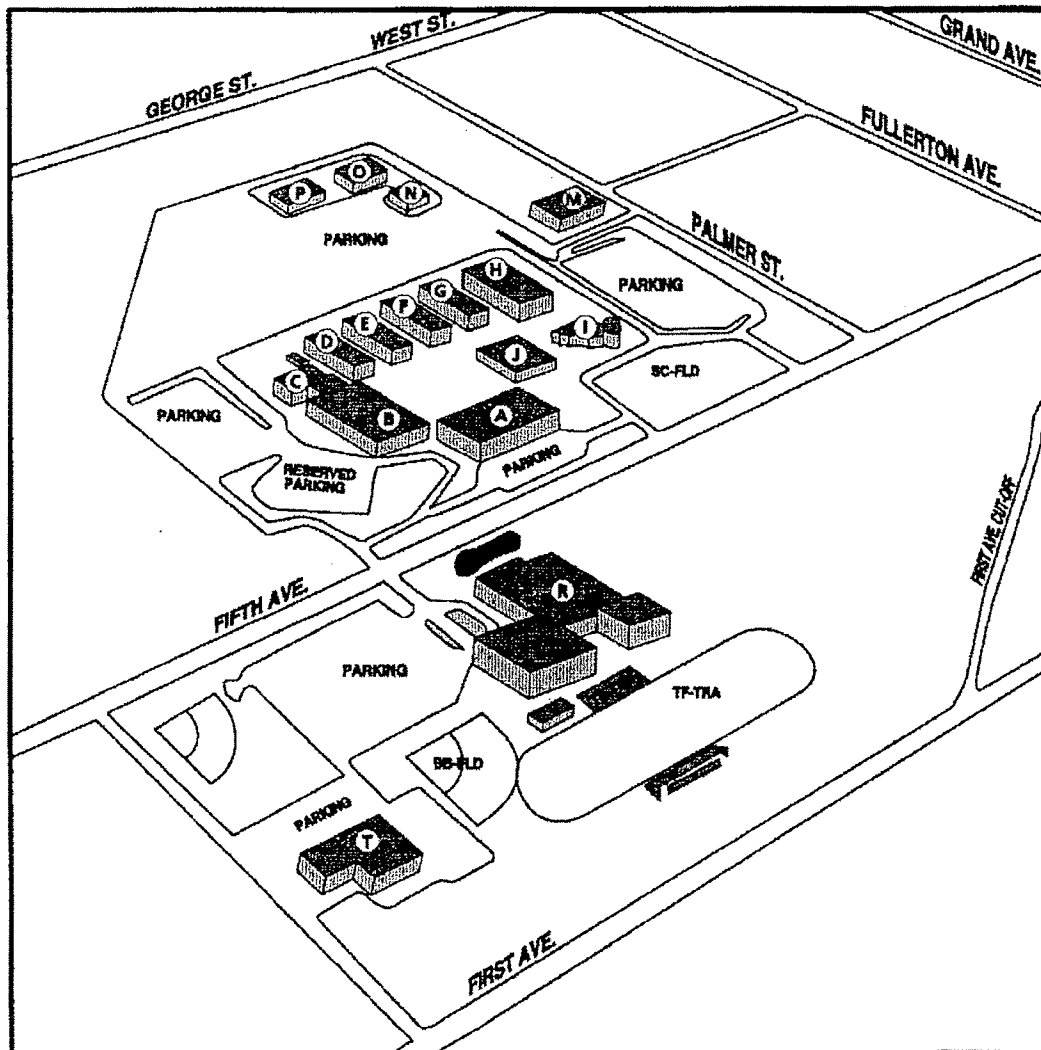 WEST ST.
GRAND AVE.
GEORGE ST.
FULLERTON AVE.
O
P
N
M
PARKING
PALMER ST.
H
PARKING
G
F
E
I
D
J
SC-FLD
C
PARKING
B
A
PARKING
RESERVED
PARKING
FIRST AVE. CUT-OFF
FIFTH AVE.
R
PARKING
TF-TRA
BB-FLD
PARKING
T
FIRST AVE.